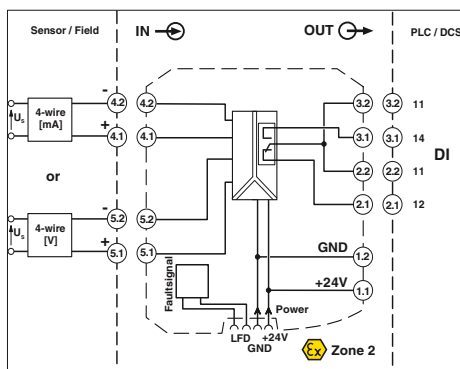 Sensor / Field IN OUT PLC / DCS
4-wire
[mA]
Us
- 4.2 4.2 3.2 3.2 11
+ 4.1 4.1 3.1 3.1 14
DI
or
2.2 2.2 11
2.1 2.1 12
4-wire
[V]
Us
- 5.2 5.2
+ 5.1 5.1
GND 1.2
+24V 1.1
Faultsignal
Power
LFD +24V
GND
Ex Zone 2